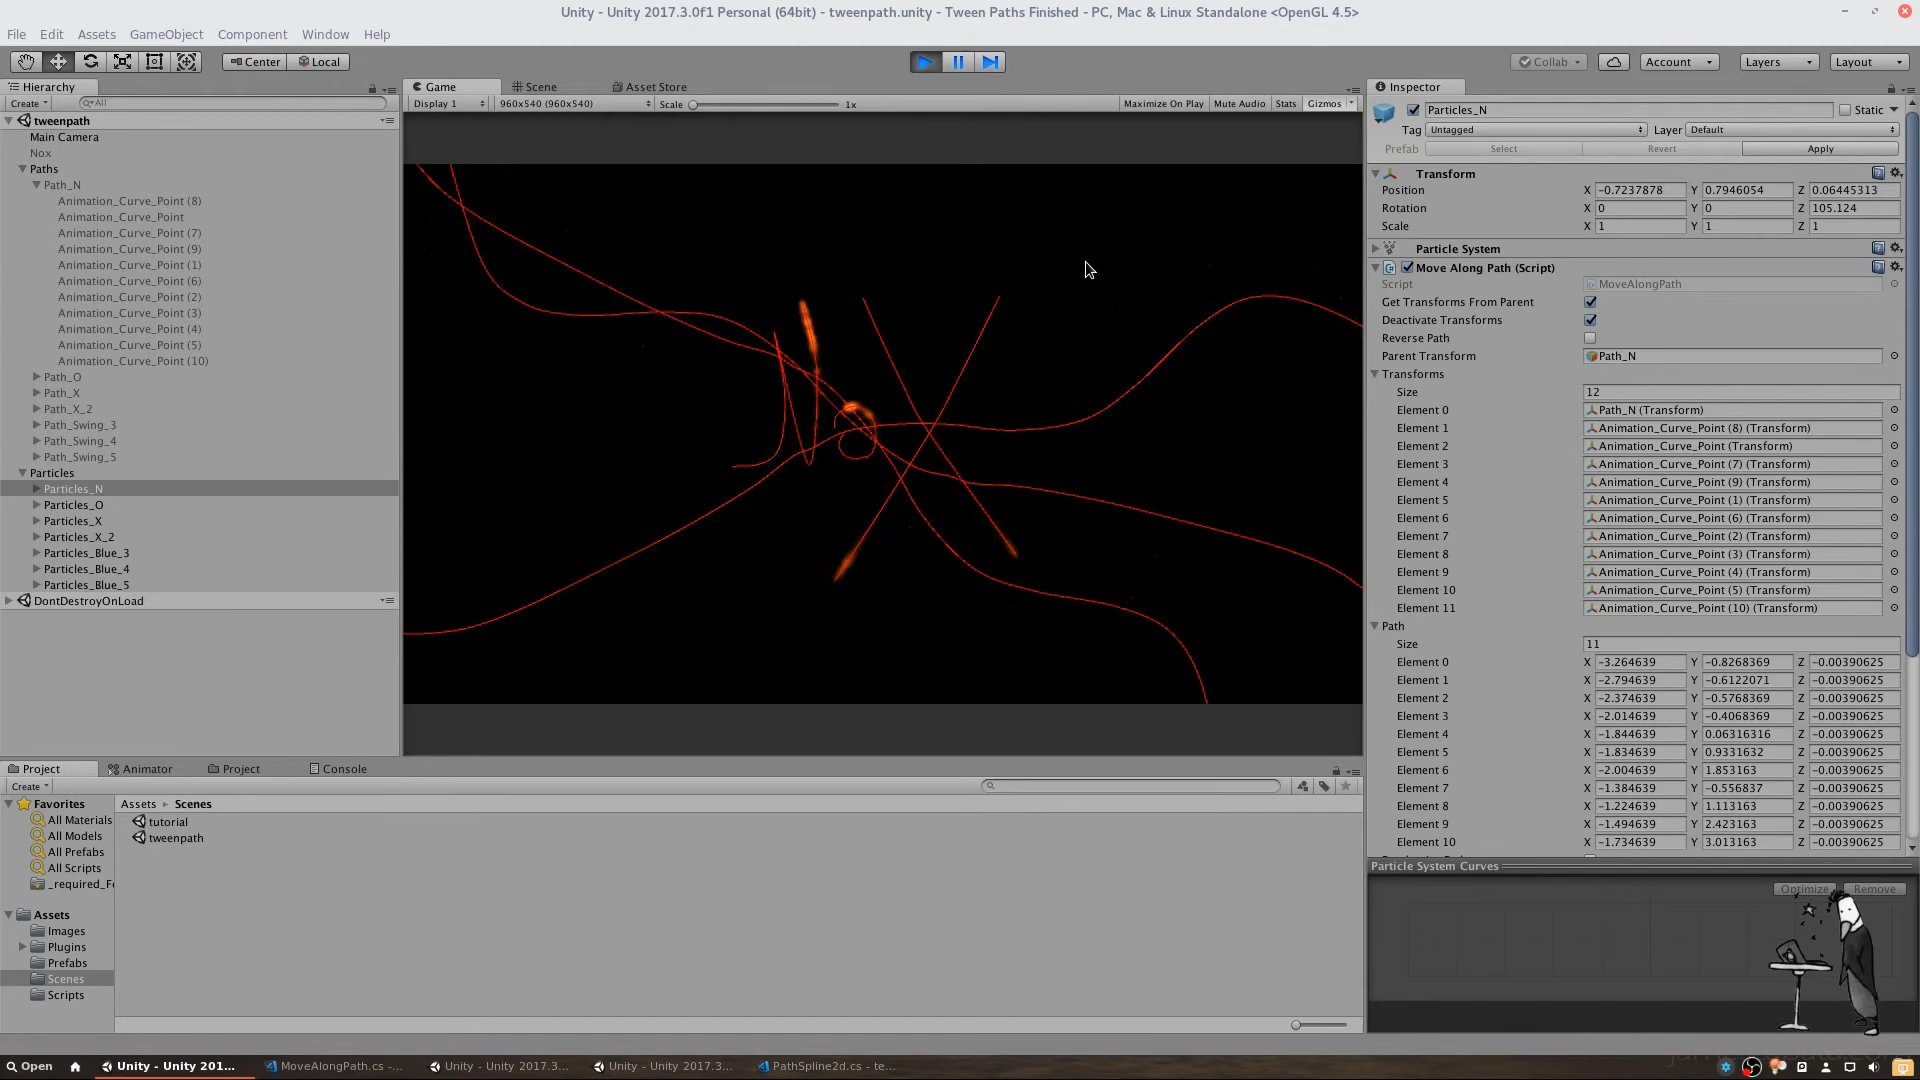 Unity - Unity 2017.3.0f1 Personal (64bit) - tweenpath.unity - Tween Paths Finished - PC, Mac & Linux Standalone <OpenGL 4.5>
File Edit Assets GameObject Component Window Help
Center Local
Collab Account Layers Layout
Hierarchy
Create All
tweenpath
Main Camera
Nox
Paths
Path_N
Animation_Curve_Point (8)
Animation_Curve_Point
Animation_Curve_Point (7)
Animation_Curve_Point (9)
Animation_Curve_Point (1)
Animation_Curve_Point (6)
Animation_Curve_Point (2)
Animation_Curve_Point (3)
Animation_Curve_Point (4)
Animation_Curve_Point (5)
Animation_Curve_Point (10)
Path_O
Path_X
Path_X_2
Path_Swing_3
Path_Swing_4
Path_Swing_5
Particles
Particles_N
Particles_O
Particles_X
Particles_X_2
Particles_Blue_3
Particles_Blue_4
Particles_Blue_5
DontDestroyOnLoad
Game Scene Asset Store
Display 1 960x540 (960x540) Scale 1x Maximize On Play Mute Audio Stats Gizmos
Inspector
Particles_N Static
Tag Untagged Layer Default
Prefab Select Revert Apply
Transform
Position X -0.7237878 Y 0.7946054 Z 0.06445313
Rotation X 0 Y 0 Z 105.124
Scale X 1 Y 1 Z 1
Particle System
Move Along Path (Script)
Script MoveAlongPath
Get Transforms From Parent
Deactivate Transforms
Reverse Path
Parent Transform Path_N
Transforms
Size 12
Element 0 Path_N (Transform)
Element 1 Animation_Curve_Point (8) (Transform)
Element 2 Animation_Curve_Point (Transform)
Element 3 Animation_Curve_Point (7) (Transform)
Element 4 Animation_Curve_Point (9) (Transform)
Element 5 Animation_Curve_Point (1) (Transform)
Element 6 Animation_Curve_Point (6) (Transform)
Element 7 Animation_Curve_Point (2) (Transform)
Element 8 Animation_Curve_Point (3) (Transform)
Element 9 Animation_Curve_Point (4) (Transform)
Element 10 Animation_Curve_Point (5) (Transform)
Element 11 Animation_Curve_Point (10) (Transform)
Path
Size 11
Element 0 X -3.264639 Y -0.8268369 Z -0.00390625
Element 1 X -2.794639 Y -0.6122071 Z -0.00390625
Element 2 X -2.374639 Y -0.5768369 Z -0.00390625
Element 3 X -2.014639 Y -0.4068369 Z -0.00390625
Element 4 X -1.844639 Y 0.06316316 Z -0.00390625
Element 5 X -1.834639 Y 0.9331632 Z -0.00390625
Element 6 X -2.004639 Y 1.853163 Z -0.00390625
Element 7 X -1.384639 Y -0.556837 Z -0.00390625
Element 8 X -1.224639 Y 1.113163 Z -0.00390625
Element 9 X -1.494639 Y 2.423163 Z -0.00390625
Element 10 X -1.734639 Y 3.013163 Z -0.00390625
Particle System Curves
Optimize Remove
Project Animator Project Console
Create
Favorites
All Materials
All Models
All Prefabs
All Scripts
_required_F
Assets
Images
Plugins
Prefabs
Scenes
Scripts
Assets Scenes
tutorial
tweenpath
Open Unity - Unity 201... MoveAlongPath.cs -... Unity - Unity 2017.3... Unity - Unity 2017.3... PathSpline2d.cs - te...